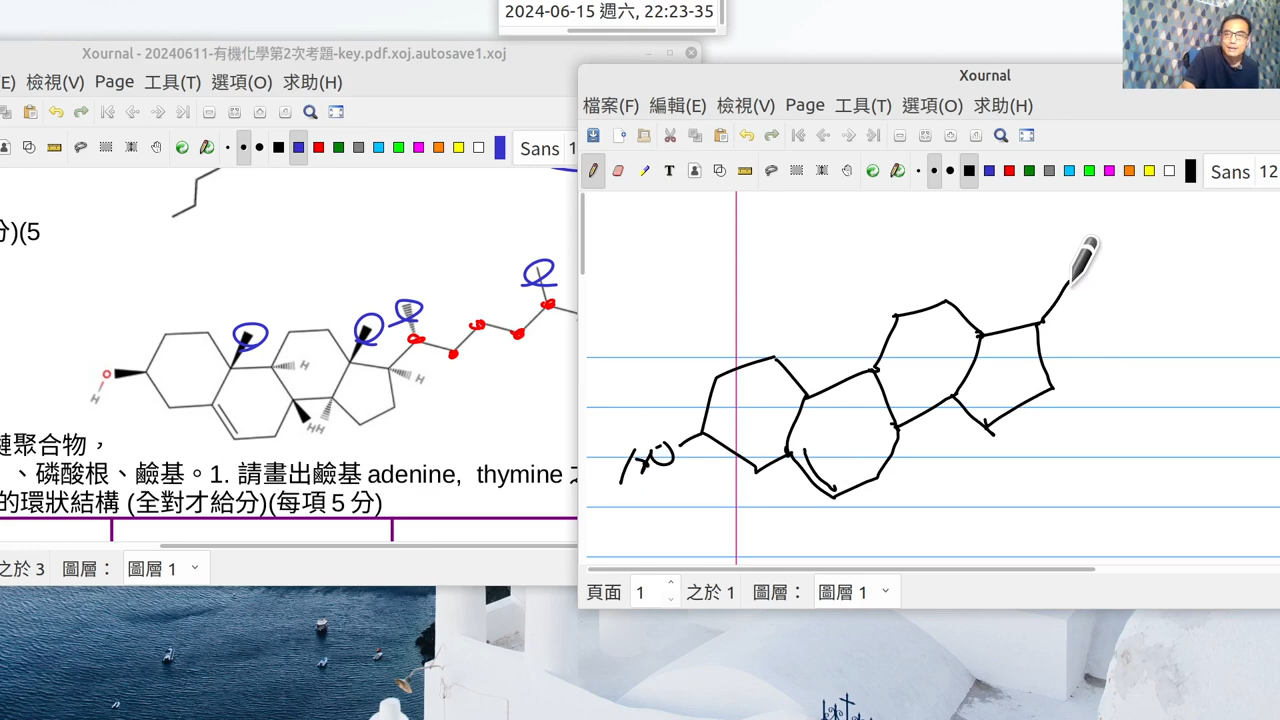 2024-06-15 週六, 22:23-35
Xournal - 20240611-有機化學第2次考題-key.pdf.xoj.autosave1.xoj
(E) 檢視(V) Page 工具(T) 選項(O) 求助(H)
Sans 1
分)(5
H
O
H
H
H H
鏈聚合物，
、磷酸根、鹼基。1. 請畫出鹼基 adenine, thymine
的環狀結構 (全對才給分)(每項 5 分)
之於 3 圖層： 圖層 1
Xournal
檔案(F) 編輯(E) 檢視(V) Page 工具(T) 選項(O) 求助(H)
T
Sans 12
HO
頁面 1 之於 1 圖層： 圖層 1